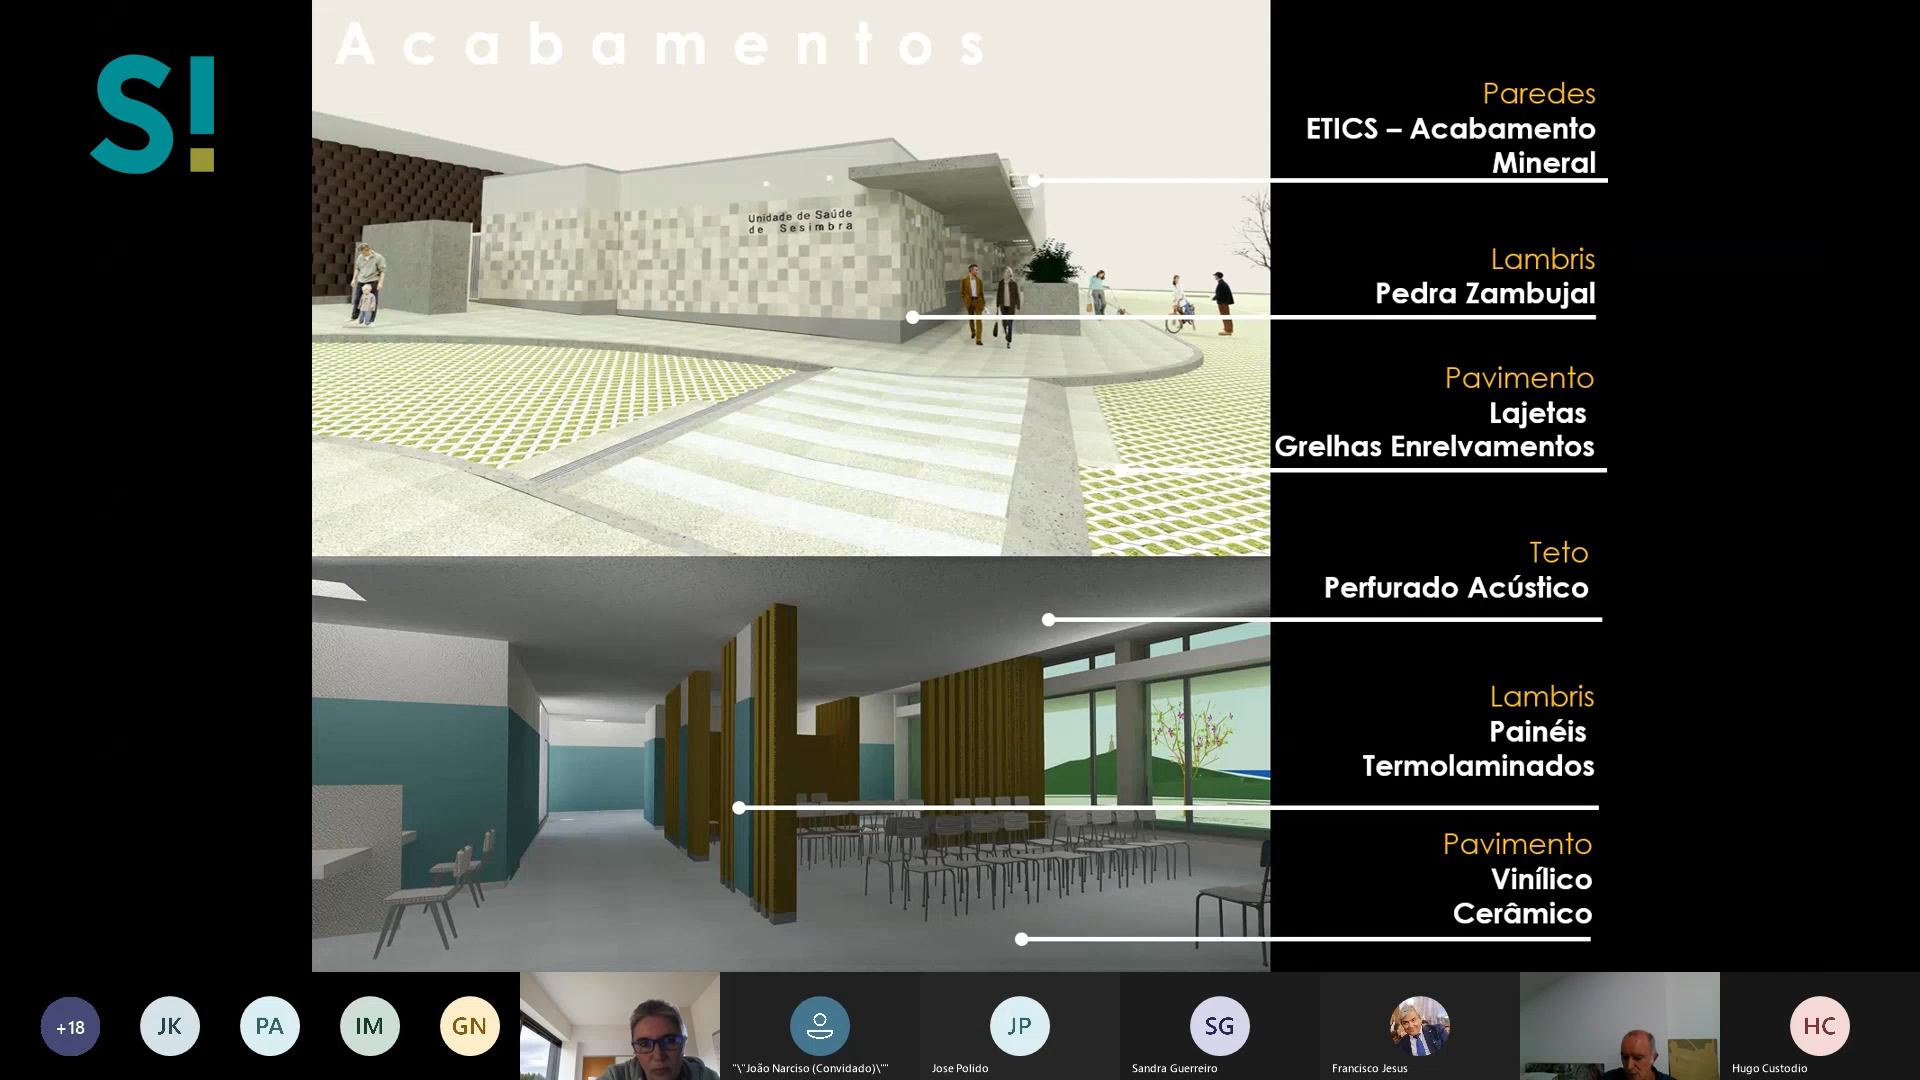 S!
Acabamentos
Unidade de Saúde
de Sesimbra
Paredes
ETICS – Acabamento
Mineral
Lambris
Pedra Zambujal
Pavimento
Lajetas
Grelhas Enrelvamentos
Teto
Perfurado Acústico
Lambris
Painéis
Termolaminados
Pavimento
Vinílico
Cerâmico
+18
JK
PA
IM
GN
"\"João Narciso (Convidado)\""
JP
Jose Polido
SG
Sandra Guerreiro
Francisco Jesus
HC
Hugo Custodio